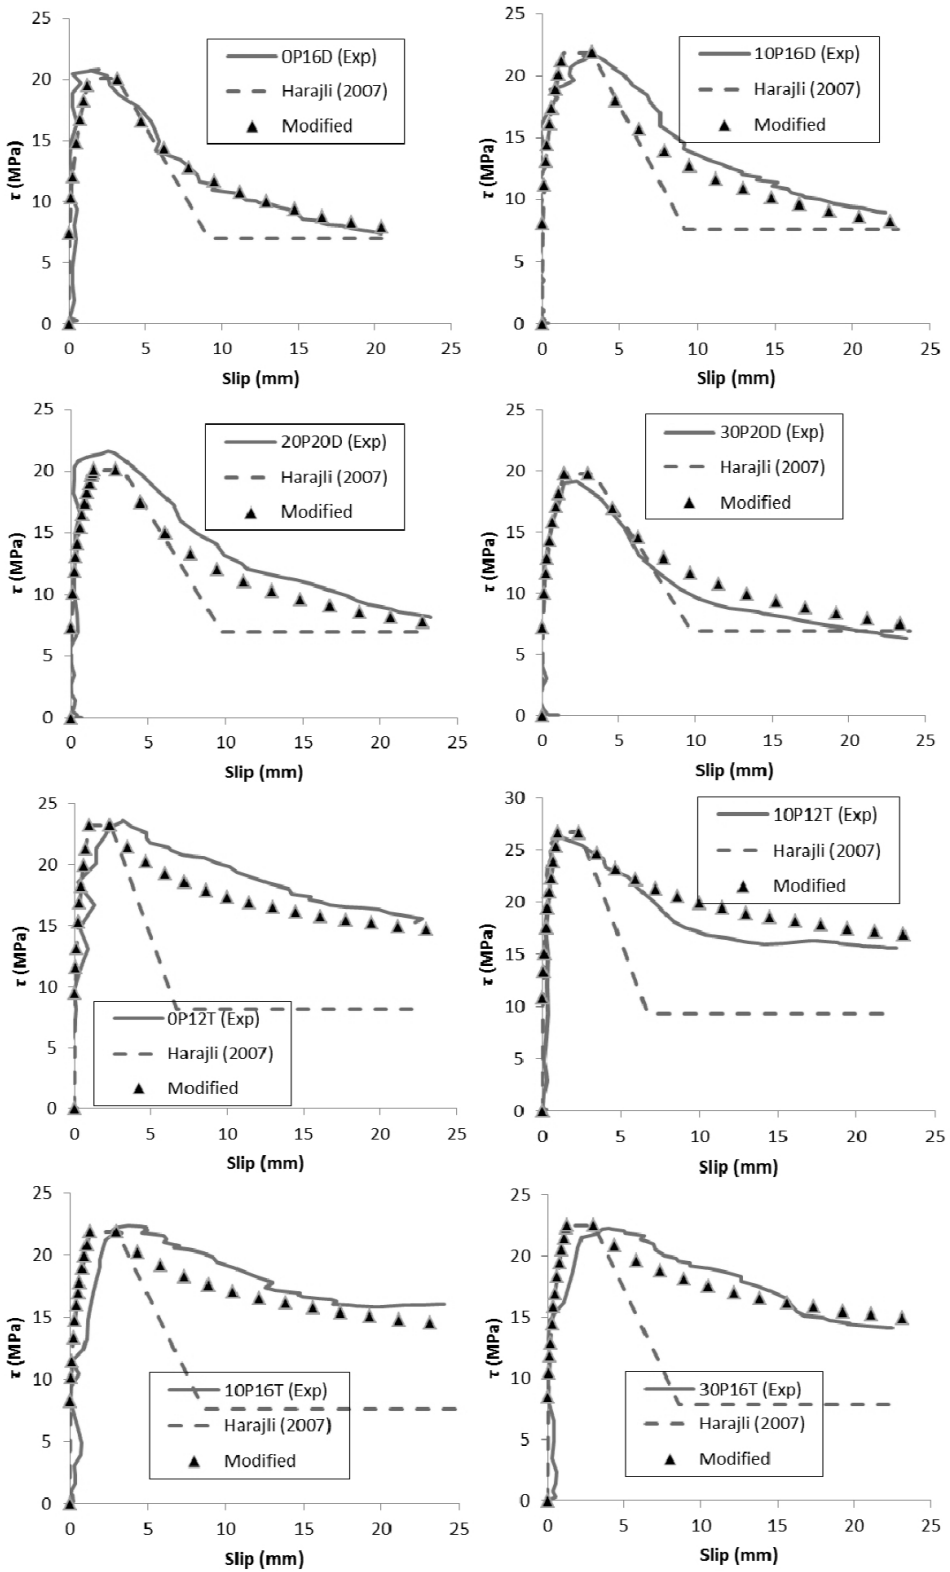 25
20
15
10
5
0
τ (MPa)
0P16D (Exp)
Harajli (2007)
Modified
0 5 10 15 20 25
Slip (mm)
25
20
15
10
5
0
τ (MPa)
10P16D (Exp)
Harajli (2007)
Modified
0 5 10 15 20 25
Slip (mm)
25
20
15
10
5
0
τ (MPa)
20P20D (Exp)
Harajli (2007)
Modified
0 5 10 15 20 25
Slip (mm)
25
20
15
10
5
0
τ (MPa)
30P20D (Exp)
Harajli (2007)
Modified
0 5 10 15 20 25
Slip (mm)
25
20
15
10
5
0
τ (MPa)
0P12T (Exp)
Harajli (2007)
Modified
0 5 10 15 20 25
Slip (mm)
30
25
20
15
10
5
0
τ (MPa)
10P12T (Exp)
Harajli (2007)
Modified
0 5 10 15 20 25
Slip (mm)
25
20
15
10
5
0
τ (MPa)
10P16T (Exp)
Harajli (2007)
Modified
0 5 10 15 20 25
Slip (mm)
25
20
15
10
5
0
τ (MPa)
30P16T (Exp)
Harajli (2007)
Modified
0 5 10 15 20 25
Slip (mm)